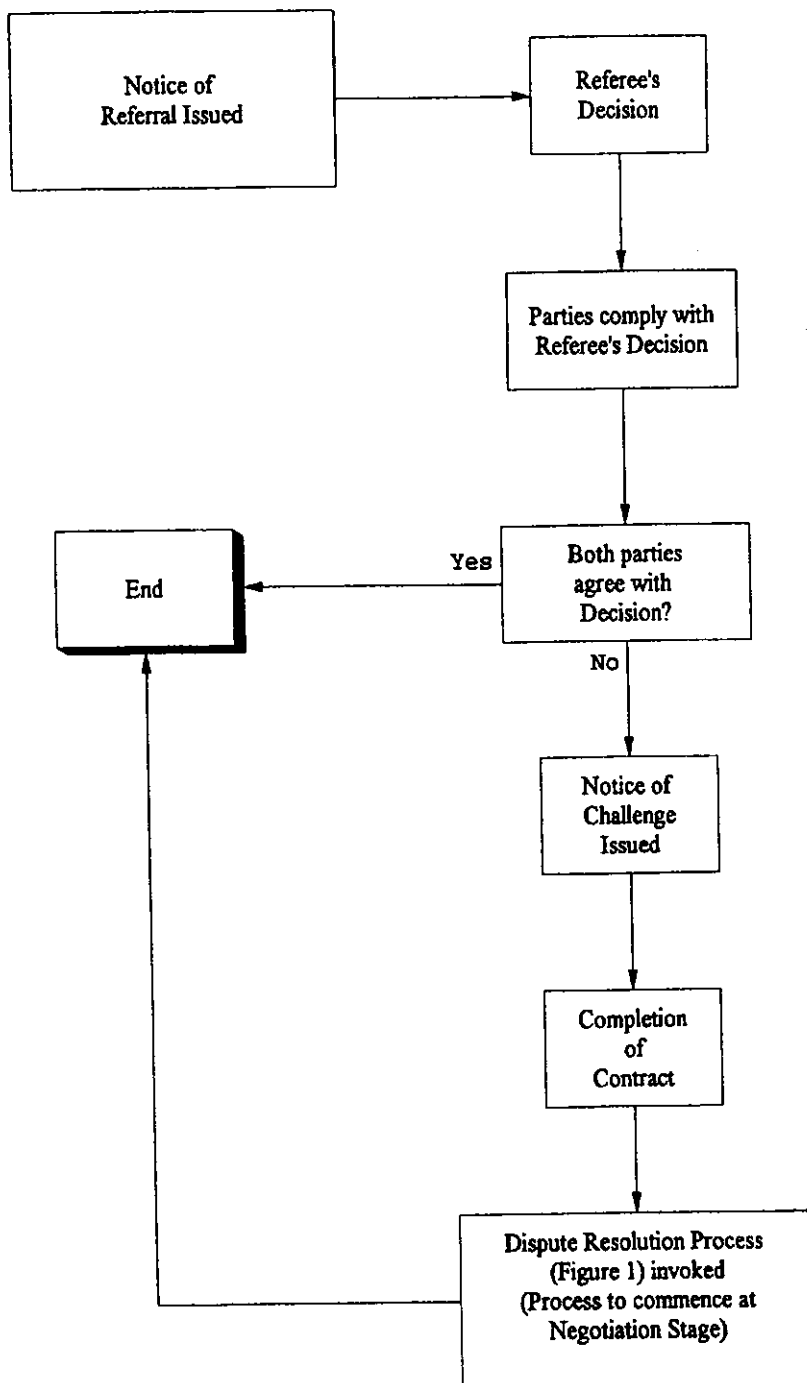 Notice of
Referral Issued
Referee's
Decision
Parties comply with
Referee's Decision
Both parties
agree with
Decision?
Yes
End
No
Notice of
Challenge
Issued
Completion
of
Contract
Dispute Resolution Process
(Figure 1) invoked
(Process to commence at
Negotiation Stage)